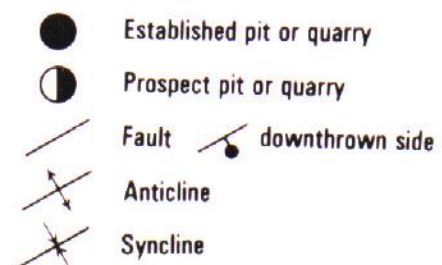 Established pit or quarry
Prospect pit or quarry
Fault downthrown side
Anticline
Syncline